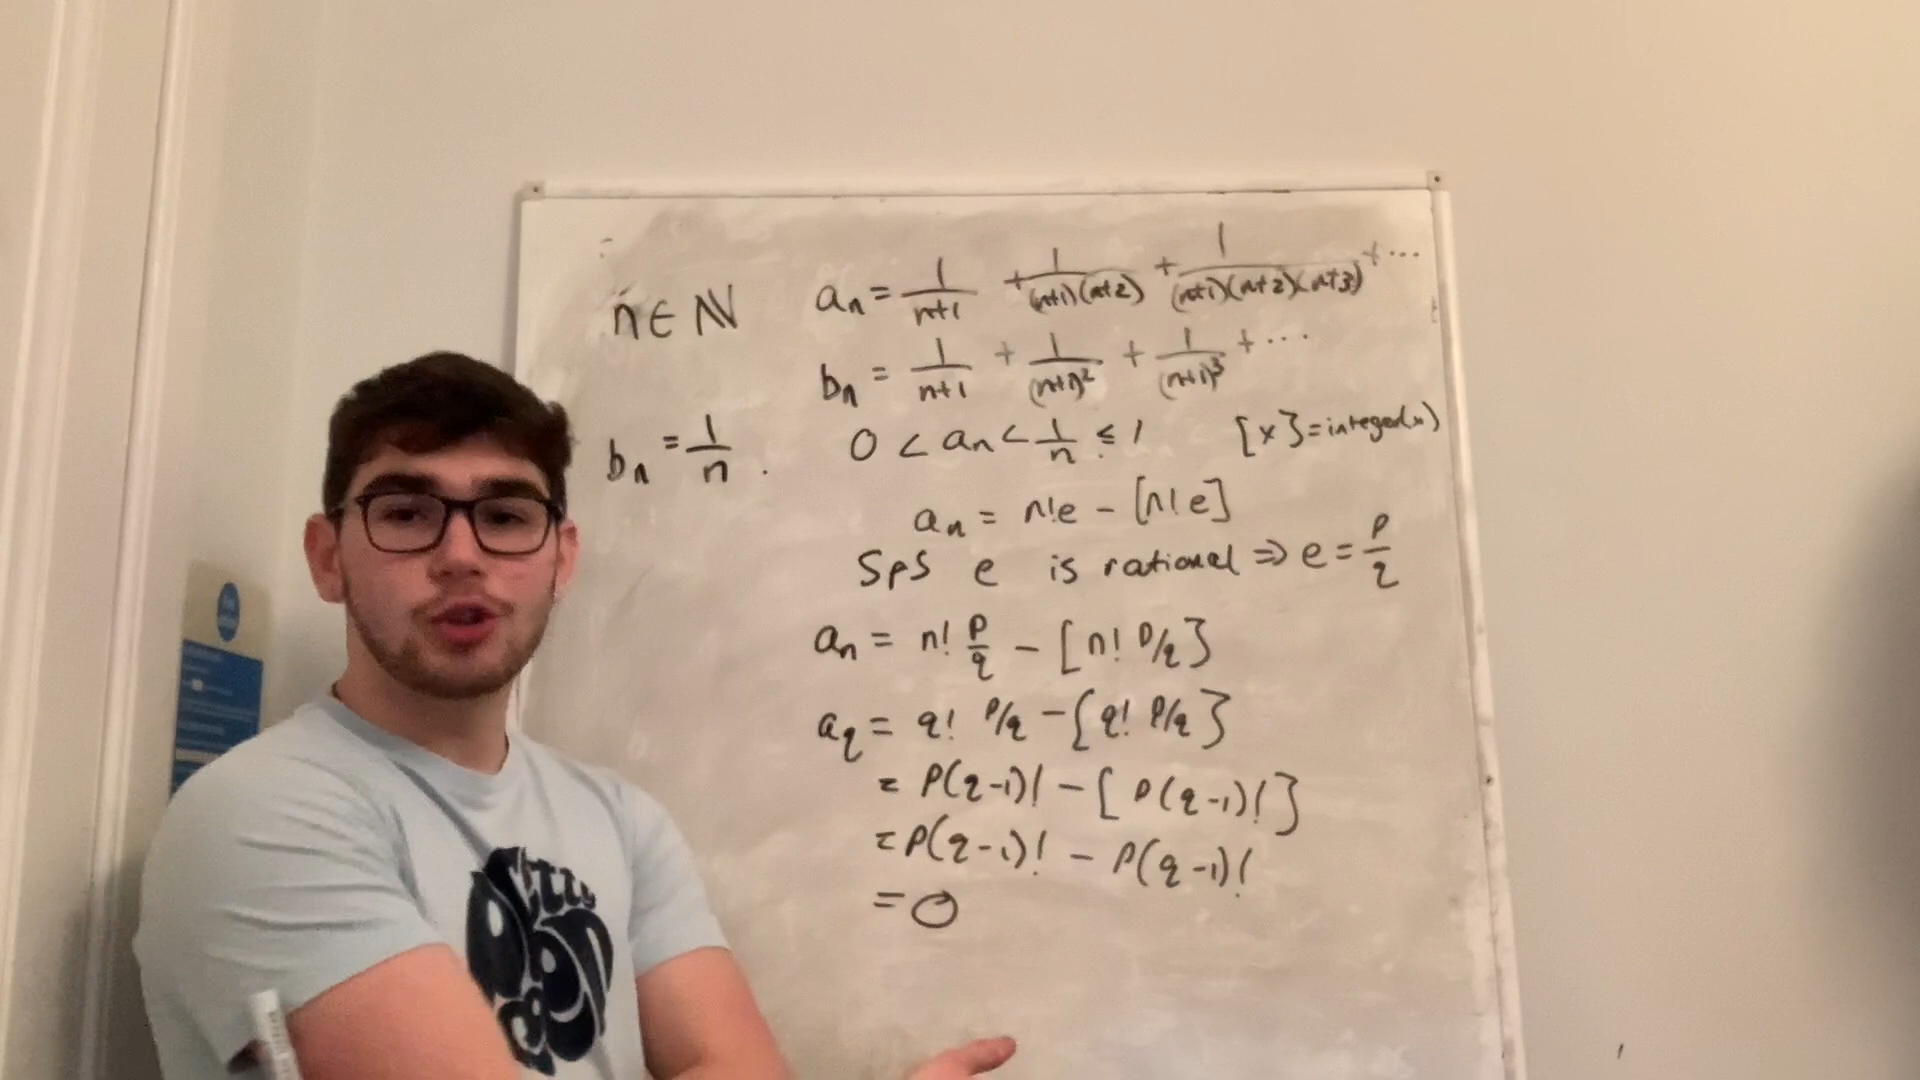 n ∈ ℕ
aₙ = 1/(n+1) + 1/((n+1)(n+2)) + 1/((n+1)(n+2)(n+3)) + ...
bₙ = 1/(n+1) + 1/(n+1)² + 1/(n+1)³ + ...
bₙ = 1/n .
0 < aₙ < 1/n ≤ 1
[x] = integer(x)
aₙ = n!e - [n!e]
Sps e is rational ⇒ e = p/q
aₙ = n! p/q - [n! p/q]
a_q = q! p/q - [q! p/q]
= p(q-1)! - [p(q-1)!]
= p(q-1)! - p(q-1)!
= 0